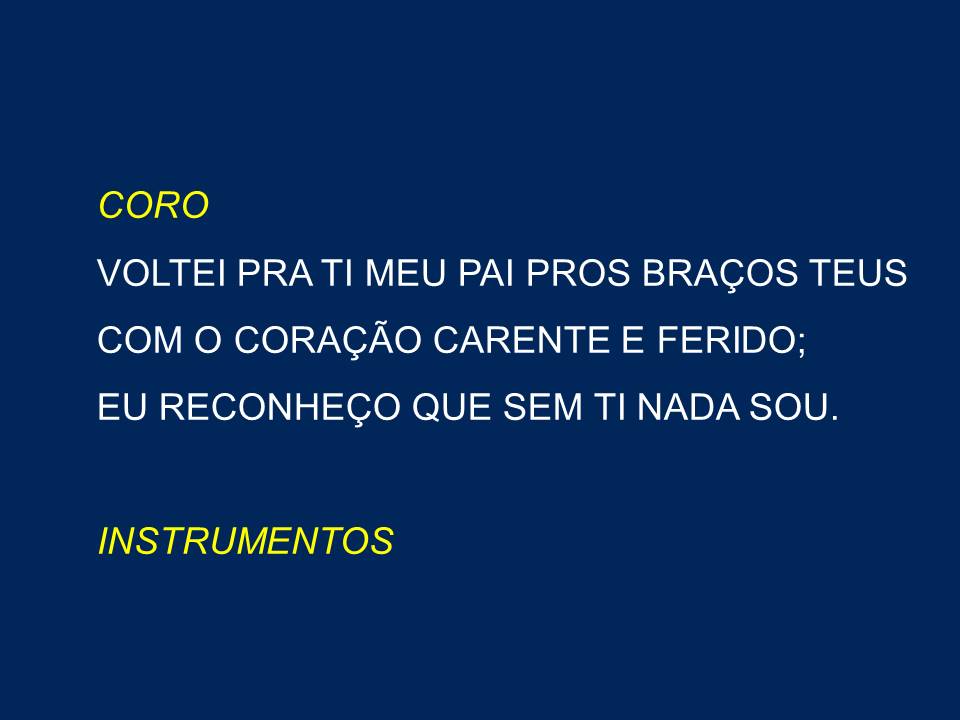 CORO
VOLTEI PRA TI MEU PAI PROS BRAÇOS TEUS
COM O CORAÇÃO CARENTE E FERIDO;
EU RECONHEÇO QUE SEM TI NADA SOU.
INSTRUMENTOS